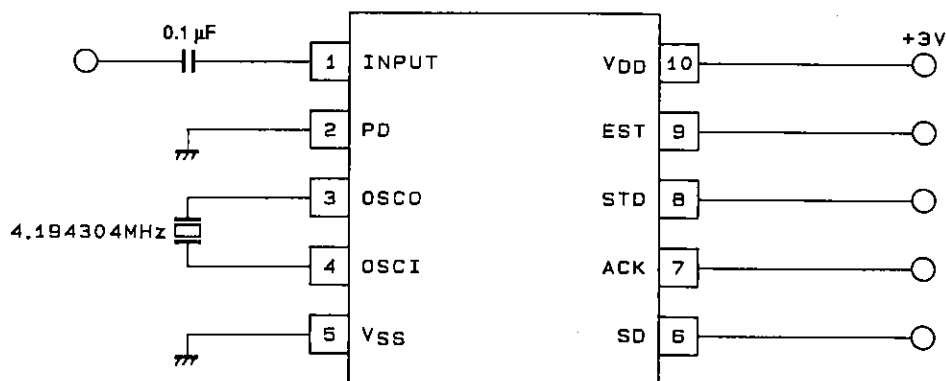 0.1 µF
+3V
1 INPUT VDD 10
2 PD EST 9
3 OSCO STD 8
4.194304MHz
4 OSCI ACK 7
5 VSS SD 6